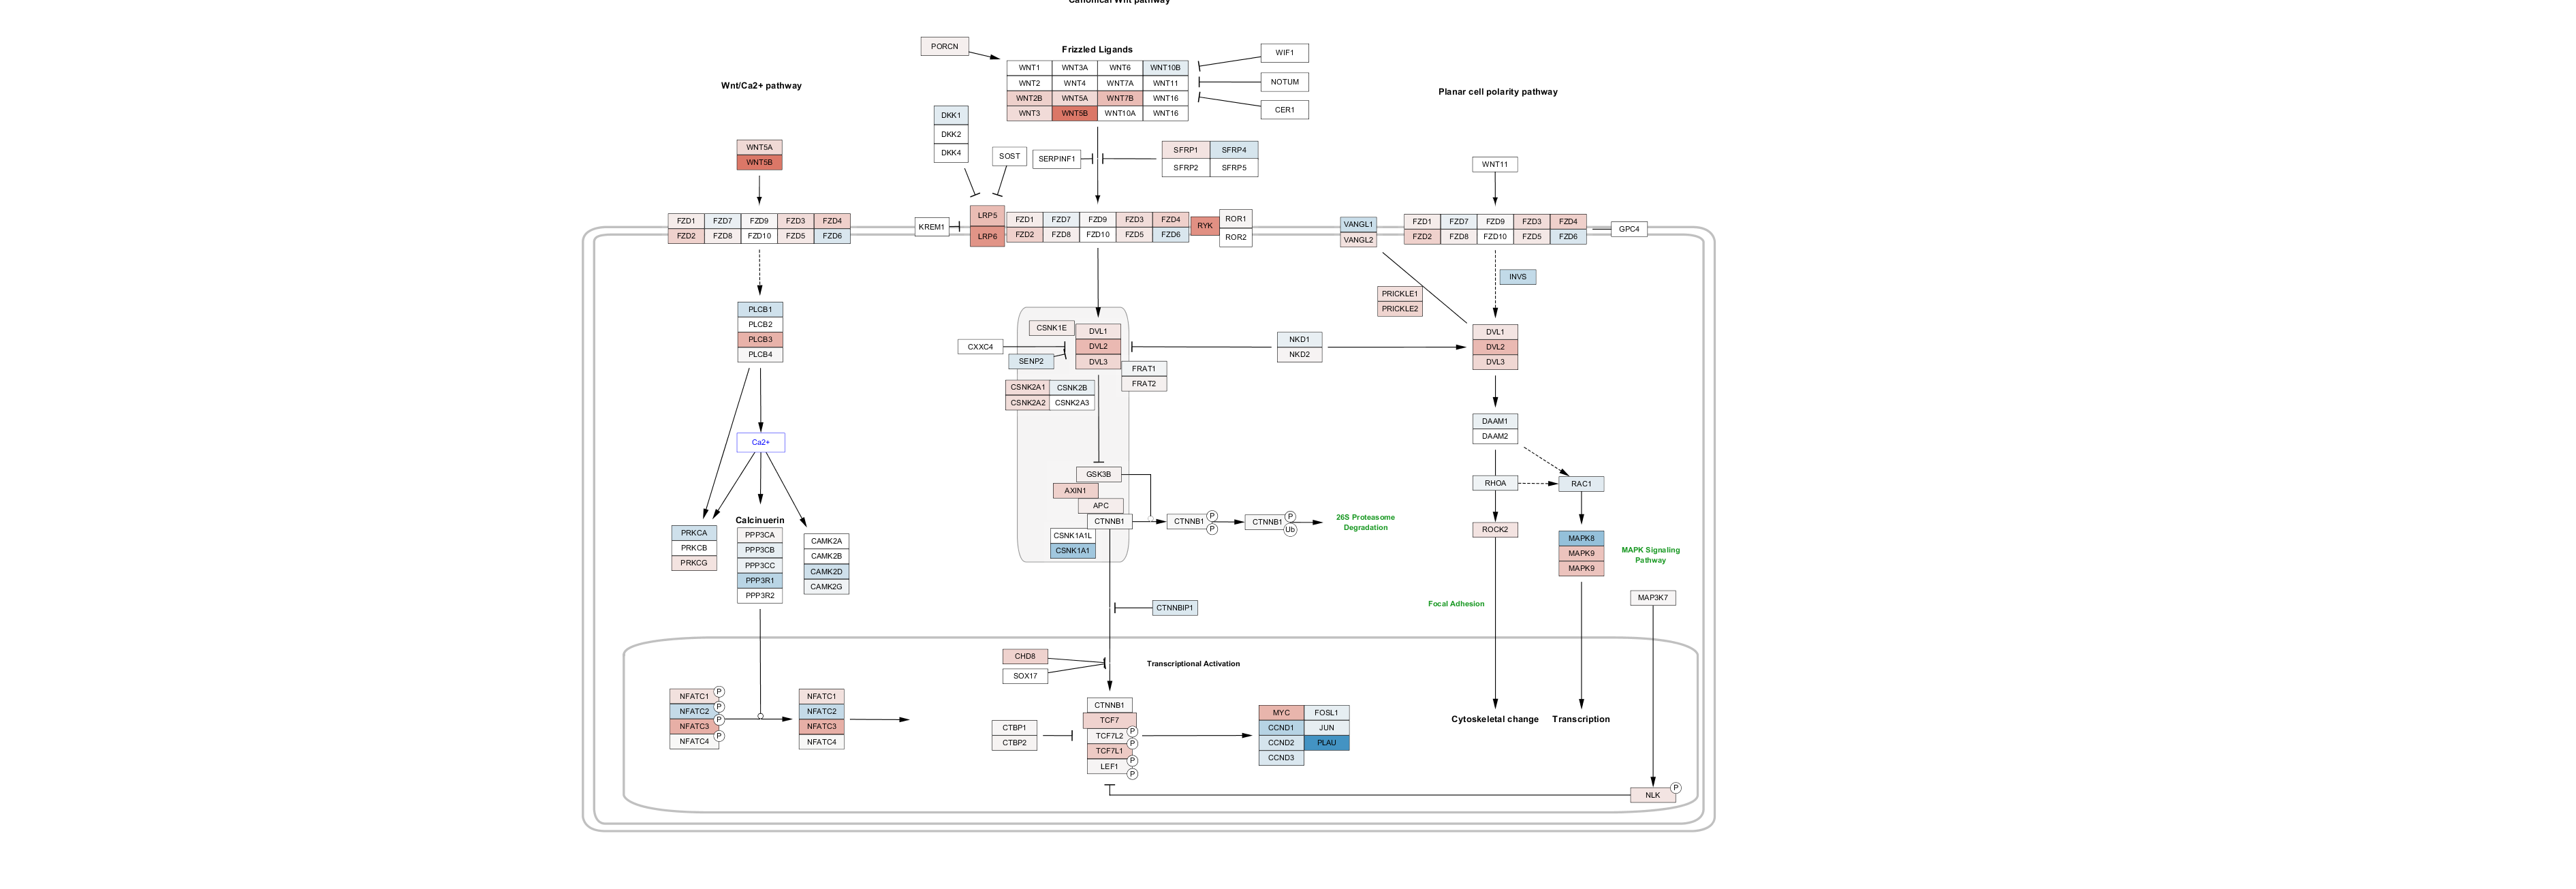 Canonical Wnt pathway
PORCN
Frizzled Ligands
WIF1
WNT1 WNT3A WNT6 WNT10B
WNT2 WNT4 WNT7A WNT11
NOTUM
WNT2B WNT5A WNT7B WNT16
WNT3 WNT5B WNT10A WNT16
CER1
Wnt/Ca2+ pathway
Planar cell polarity pathway
DKK1
DKK2
DKK4
SOST
SERPINF1
SFRP1 SFRP4
SFRP2 SFRP5
WNT5A
WNT5B
WNT11
FZD1 FZD7 FZD9 FZD3 FZD4
FZD2 FZD8 FZD10 FZD5 FZD6
KREM1
LRP5
LRP6
FZD1 FZD7 FZD9 FZD3 FZD4
FZD2 FZD8 FZD10 FZD5 FZD6
RYK
ROR1
ROR2
VANGL1
VANGL2
FZD1 FZD7 FZD9 FZD3 FZD4
FZD2 FZD8 FZD10 FZD5 FZD6
GPC4
INVS
PRICKLE1
PRICKLE2
PLCB1
PLCB2
PLCB3
PLCB4
CSNK1E
DVL1
DVL2
DVL3
CXXC4
SENP2
FRAT1
FRAT2
NKD1
NKD2
DVL1
DVL2
DVL3
CSNK2A1 CSNK2B
CSNK2A2 CSNK2A3
DAAM1
DAAM2
Ca2+
GSK3B
AXIN1
APC
CTNNB1
CSNK1A1L
CSNK1A1
CTNNB1
P
P
CTNNB1
P
Ub
26S Proteasome
Degradation
RHOA
RAC1
ROCK2
MAPK8
MAPK9
MAPK9
MAPK Signaling
Pathway
Calcinuerin
PRKCA
PRKCB
PRKCG
PPP3CA
PPP3CB
PPP3CC
PPP3R1
PPP3R2
CAMK2A
CAMK2B
CAMK2D
CAMK2G
CTNNBIP1
Focal Adhesion
MAP3K7
CHD8
SOX17
Transcriptional Activation
NFATC1 P
NFATC2 P
NFATC3 P
NFATC4 P
NFATC1
NFATC2
NFATC3
NFATC4
CTBP1
CTBP2
CTNNB1
TCF7
TCF7L2 P
TCF7L1 P
LEF1 P
P
MYC FOSL1
CCND1 JUN
CCND2 PLAU
CCND3
Cytoskeletal change
Transcription
NLK P